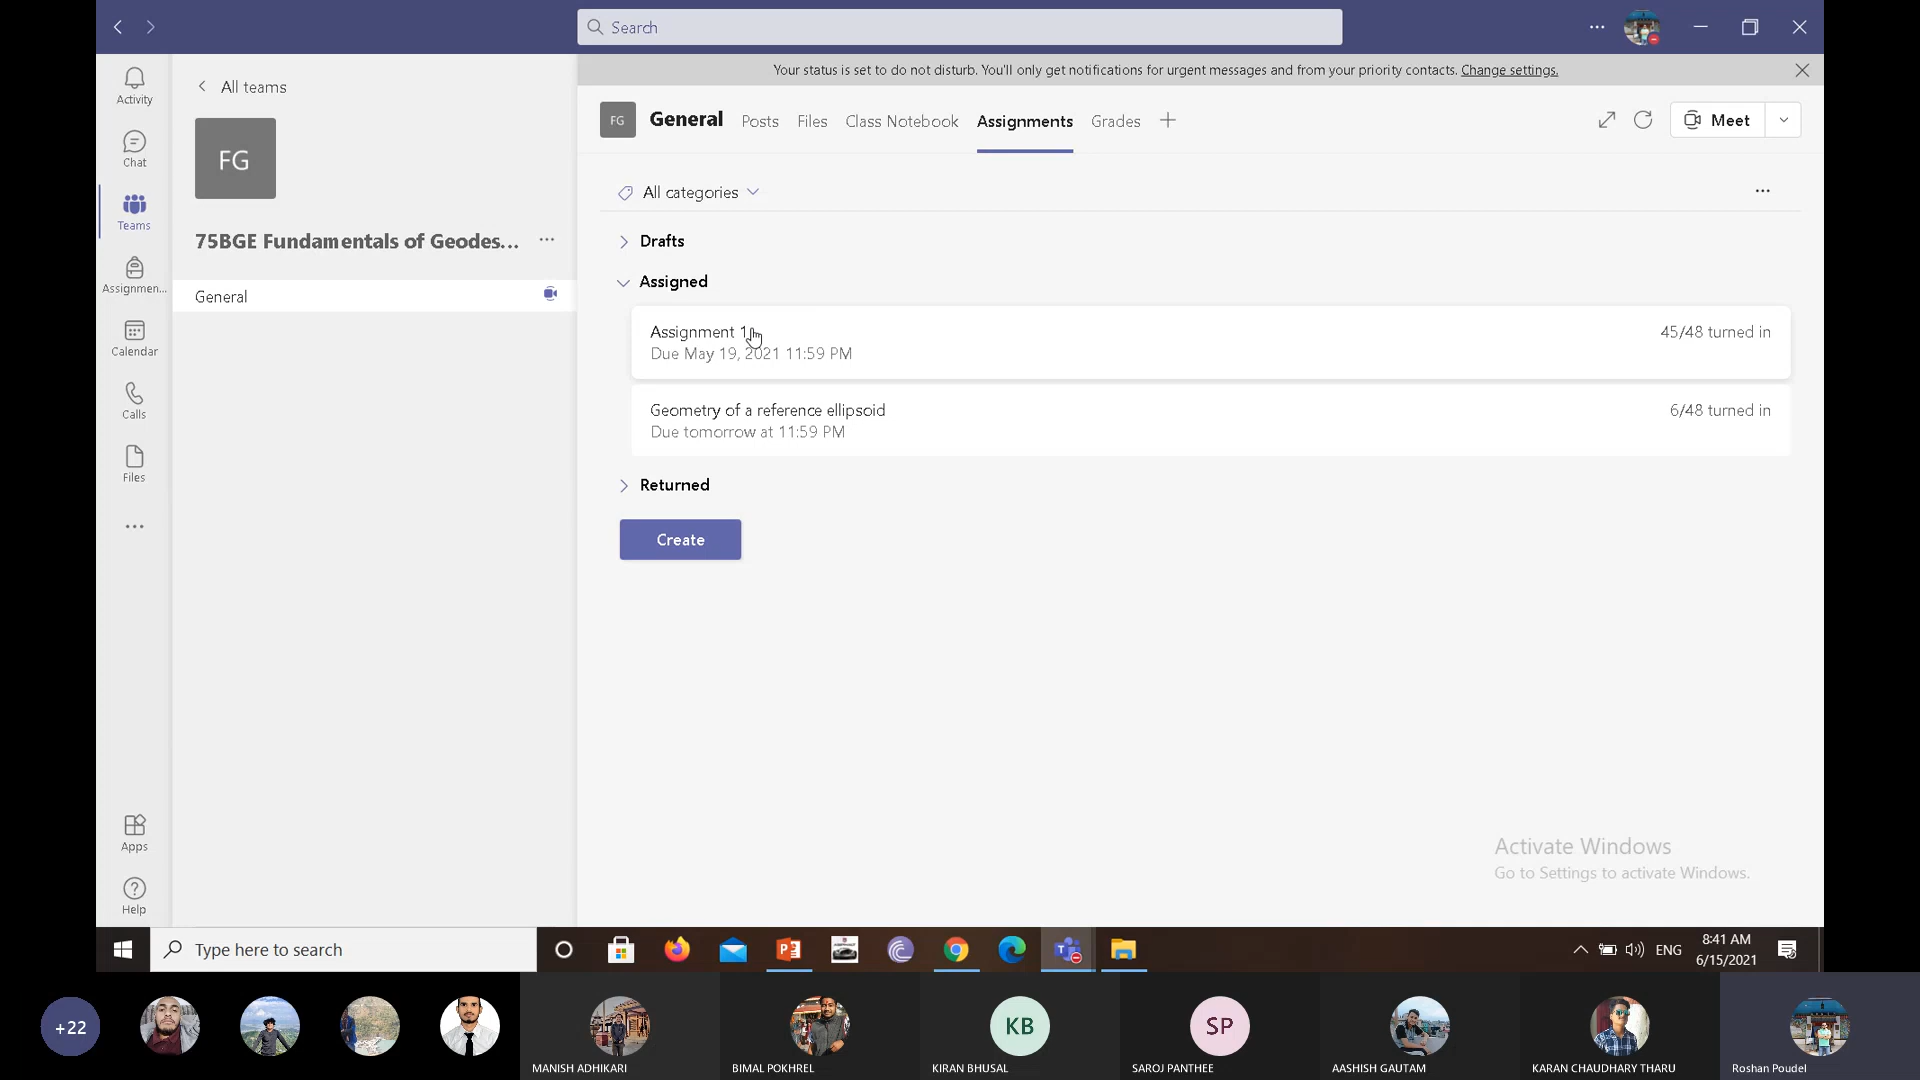 Search
Your status is set to do not disturb. You'll only get notifications for urgent messages and from your priority contacts. Change settings.
Activity
Chat
Teams
Assignmen...
Calendar
Calls
Files
Apps
Help
All teams
FG
75BGE Fundamentals of Geodes...
General
FG
General
Posts
Files
Class Notebook
Assignments
Grades
Meet
All categories
Drafts
Assigned
Assignment 1
45/48 turned in
Due May 19, 2021 11:59 PM
Geometry of a reference ellipsoid
6/48 turned in
Due tomorrow at 11:59 PM
Returned
Create
Activate Windows
Go to Settings to activate Windows.
Type here to search
ENG
8:41 AM
6/15/2021
+22
MANISH ADHIKARI
BIMAL POKHREL
KB
KIRAN BHUSAL
SP
SAROJ PANTHEE
AASHISH GAUTAM
KARAN CHAUDHARY THARU
Roshan Poudel